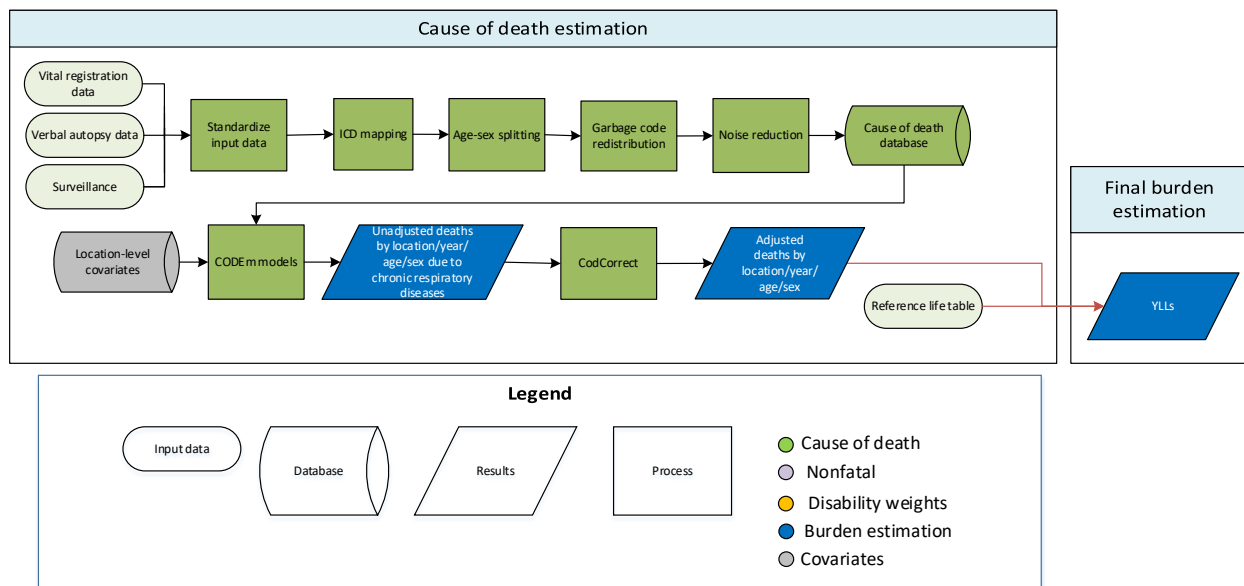 Cause of death estimation
Vital registration
data
Verbal autopsy data
Surveillance
Standardize
input data
ICD mapping
Age-sex splitting
Garbage code
redistribution
Noise reduction
Cause of death
database
Location-level
covariates
CODEm models
Unadjusted deaths
by location/year/
age/sex due to
chronic respiratory
diseases
CodCorrect
Adjusted
deaths by
location/year/
age/sex
Reference life table
Final burden
estimation
YLLs
Legend
Input data
Database
Results
Process
Cause of death
Nonfatal
Disability weights
Burden estimation
Covariates